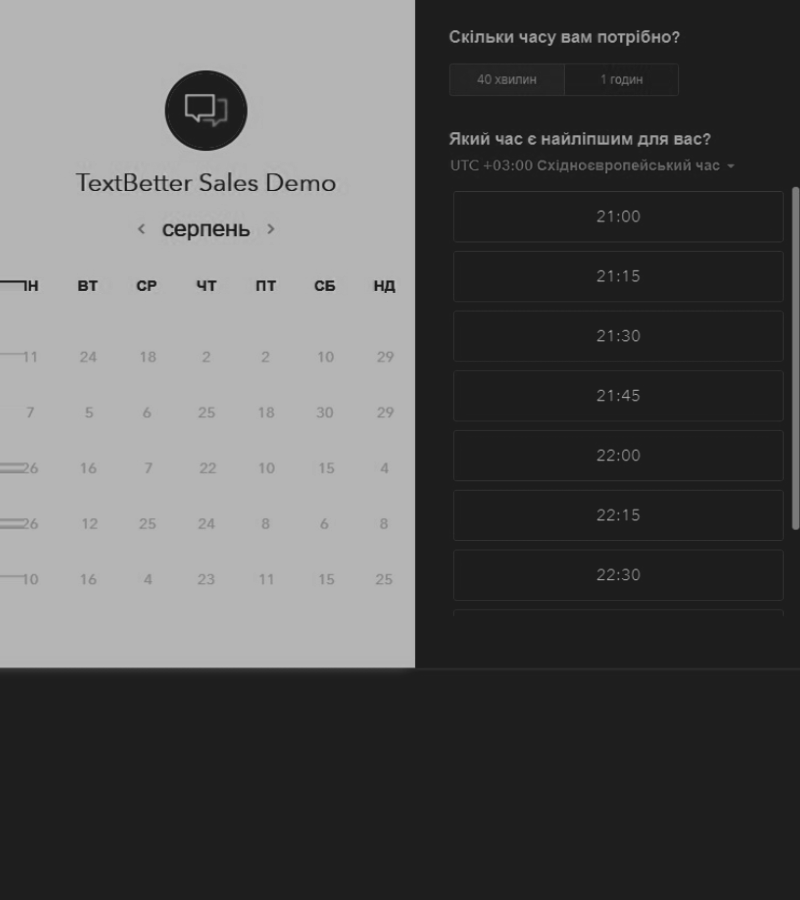 TextBetter Sales Demo
серпень
ПН ВТ СР ЧТ ПТ СБ НД
11 24 18 2 2 10 29
7 5 6 25 18 30 29
26 16 7 22 10 15 4
26 12 25 24 8 6 8
10 16 4 23 11 15 25
Скільки часу вам потрібно?
40 хвилин 1 годин
Який час є найліпшим для вас?
UTC +03:00 Східноєвропейський час
21:00
21:15
21:30
21:45
22:00
22:15
22:30